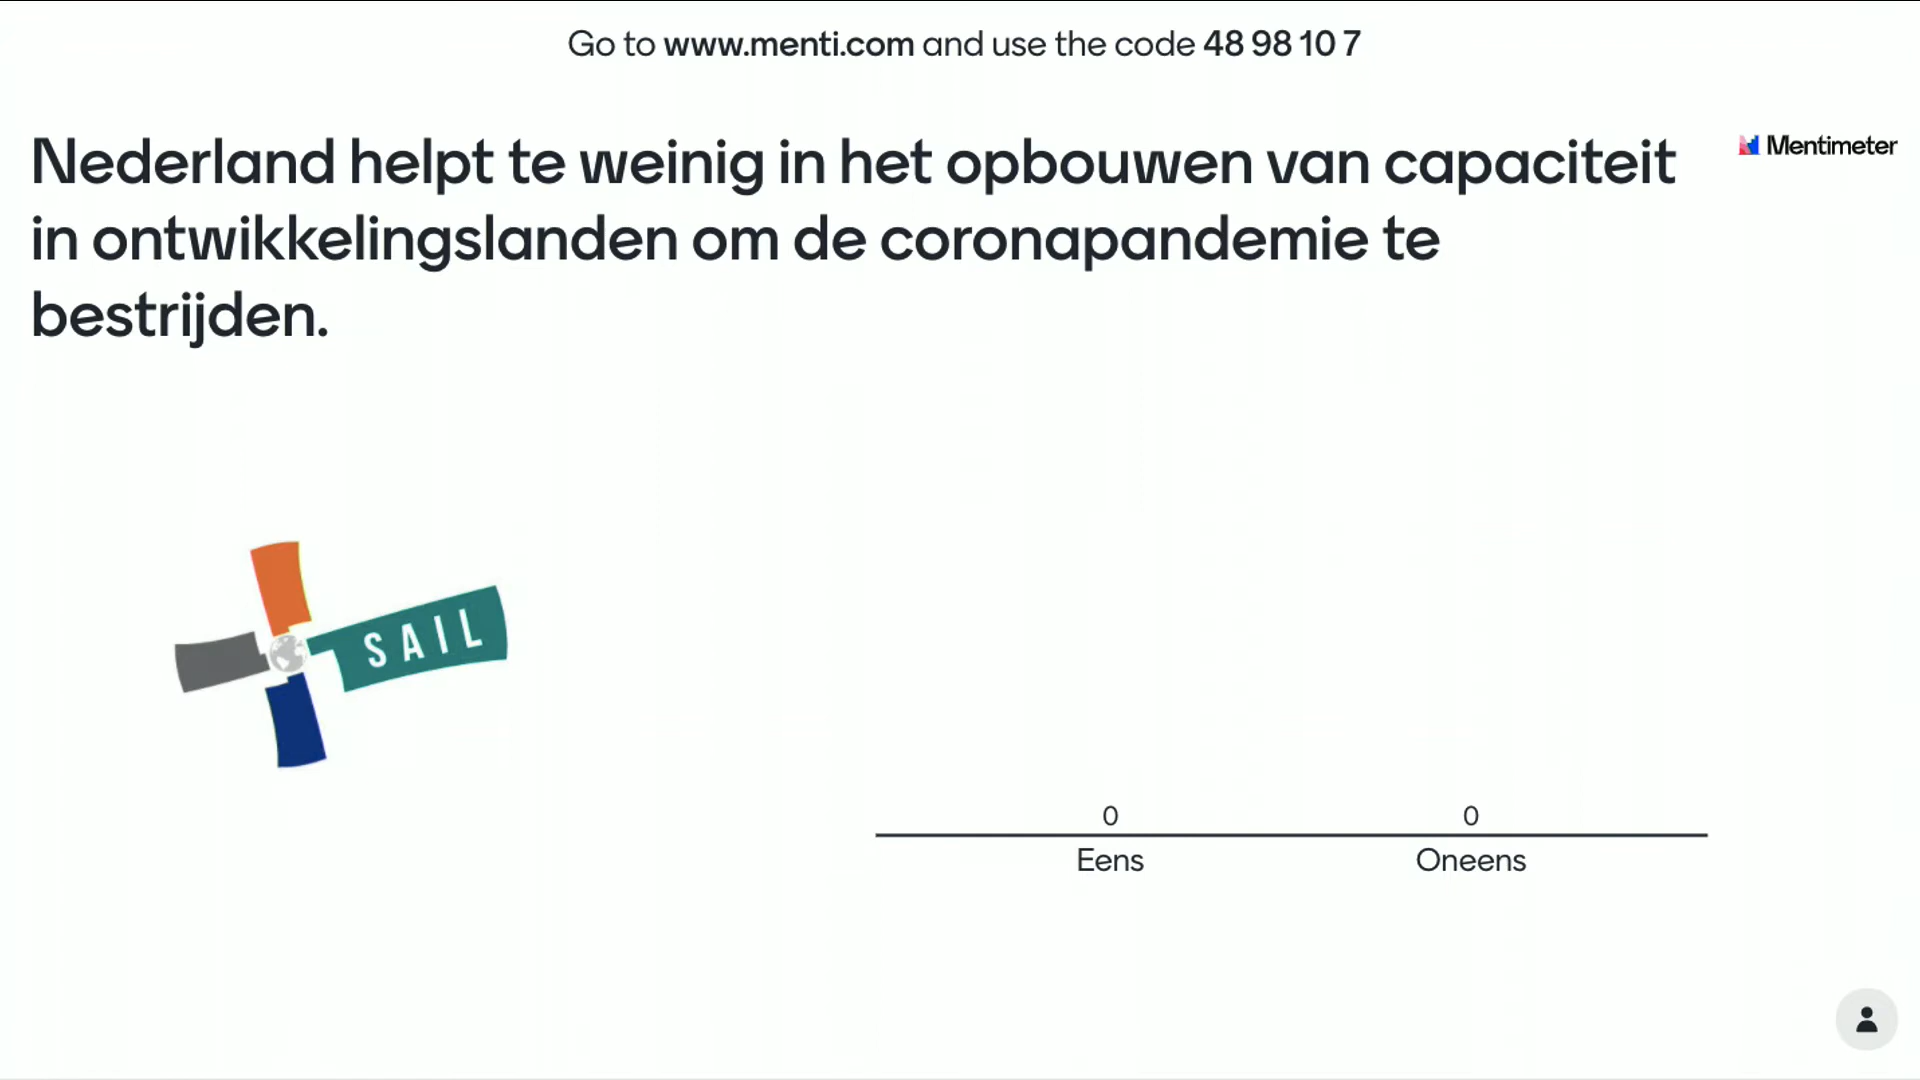 Go to www.menti.com and use the code 48 98 10 7
Nederland helpt te weinig in het opbouwen van capaciteit
in ontwikkelingslanden om de coronapandemie te
bestrijden.
Mentimeter
SAIL
0 0
Eens Oneens